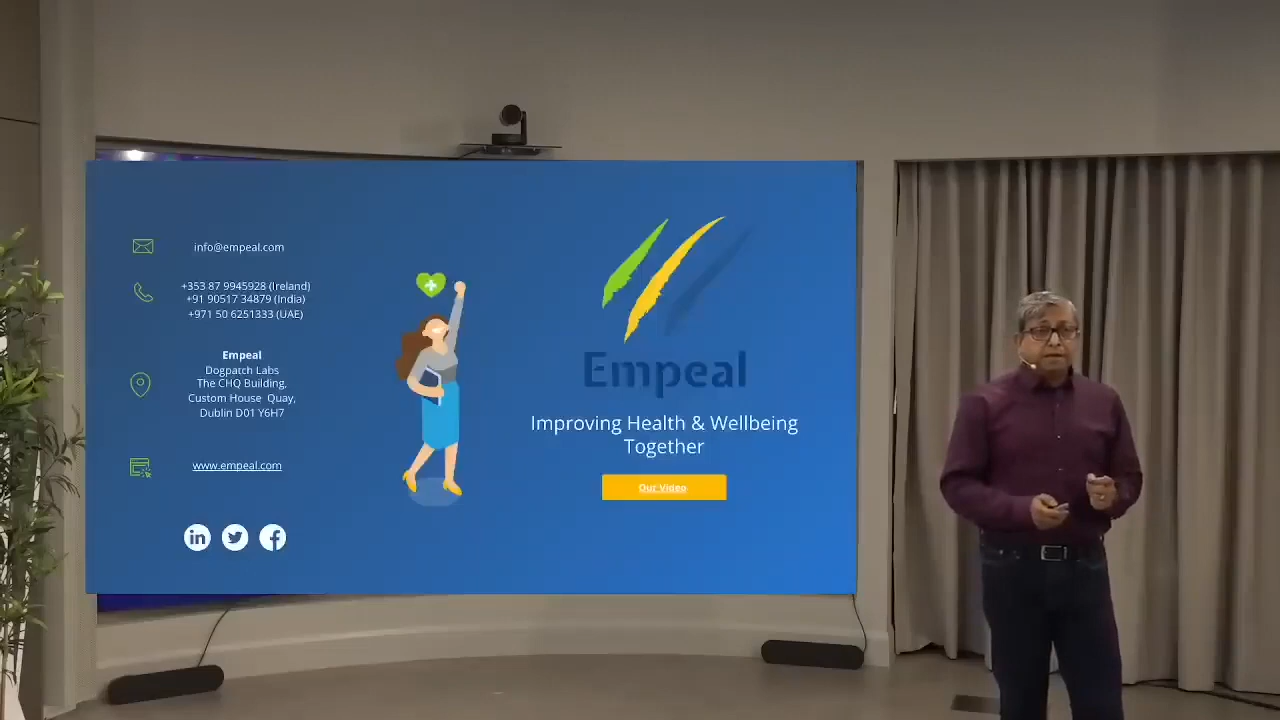 info@empeal.com
+353 87 9945928 (Ireland)
+91 90517 34879 (India)
+971 50 6251333 (UAE)
Empeal
Dogpatch Labs
The CHQ Building,
Custom House Quay,
Dublin D01 Y6H7
www.empeal.com
in
Empeal
Improving Health & Wellbeing
Together
Our Video